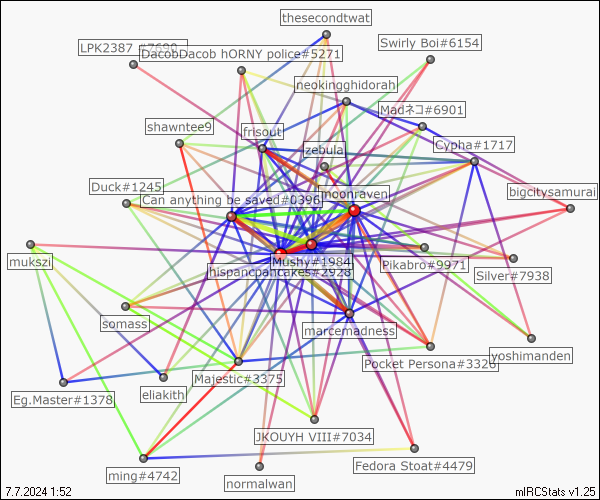 thesecondtwat
Swirly Boi#6154
LPK2387
DacobDacob hORNY police#5271
neokingghidorah
Madネコ#6901
shawntee9
frisout
Cypha#1717
zebula
Duck#1245
moonraven
bigcitysamurai
Can anything be saved#0396
mukszi
Mushy#1984
Pikabro#9971
hispanicpancakes#2928
Silver#7938
somass
marcemadness
yoshimanden
Majestic#3375
Pocket Persona#3326
Eg.Master#1378
eliakith
JKOUYH VIII#7034
ming#4742
Fedora Stoat#4479
normalwan
7.7.2024 1:52
mIRCStats v1.25